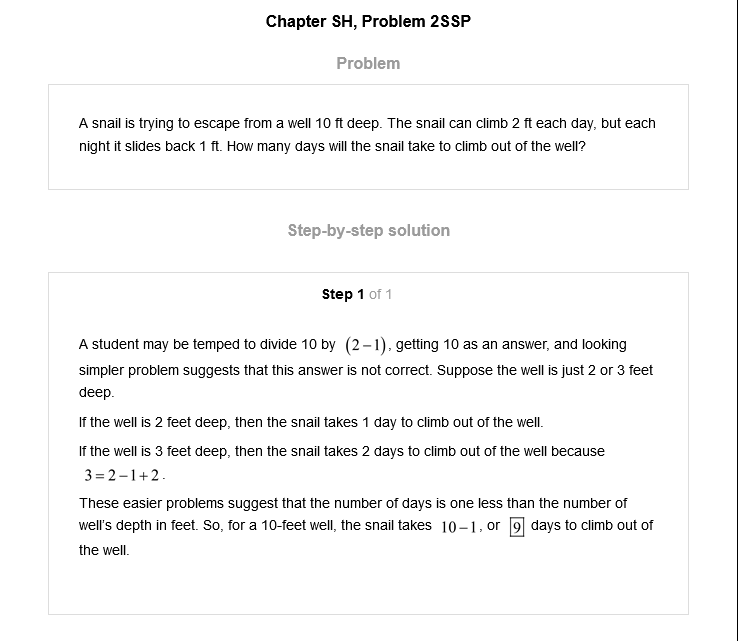 Chapter SH, Problem 2SSP
Problem
A snail is trying to escape from a well 10 ft deep. The snail can climb 2 ft each day, but each
night it slides back 1 ft. How many days will the snail take to climb out of the well?
Step-by-step solution
Step 1 of 1
A student may be temped to divide 10 by (2−1), getting 10 as an answer, and looking
simpler problem suggests that this answer is not correct. Suppose the well is just 2 or 3 feet
deep.
If the well is 2 feet deep, then the snail takes 1 day to climb out of the well.
If the well is 3 feet deep, then the snail takes 2 days to climb out of the well because
3=2−1+2.
These easier problems suggest that the number of days is one less than the number of
well's depth in feet. So, for a 10-feet well, the snail takes 10−1, or 9 days to climb out of
the well.